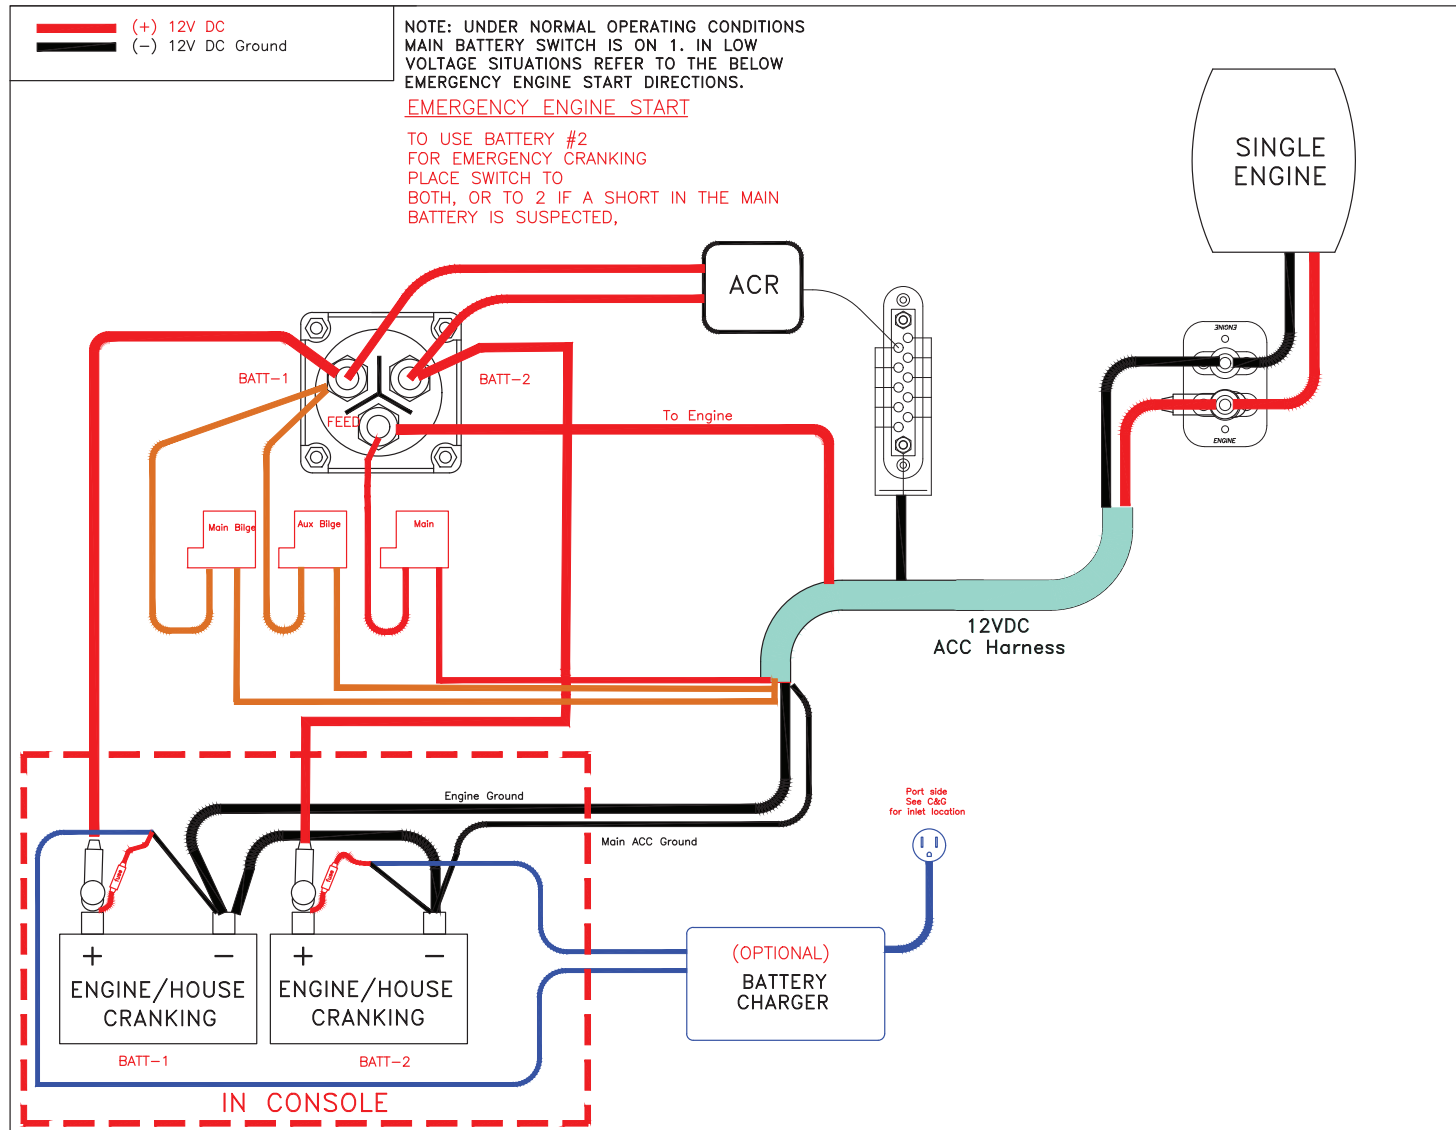 (+) 12V DC
(−) 12V DC Ground
NOTE: UNDER NORMAL OPERATING CONDITIONS
MAIN BATTERY SWITCH IS ON 1. IN LOW
VOLTAGE SITUATIONS REFER TO THE BELOW
EMERGENCY ENGINE START DIRECTIONS.
EMERGENCY ENGINE START
TO USE BATTERY #2
FOR EMERGENCY CRANKING
PLACE SWITCH TO
BOTH, OR TO 2 IF A SHORT IN THE MAIN
BATTERY IS SUSPECTED,
SINGLE
ENGINE
ACR
ENGINE
ENGINE
BATT−1
BATT−2
FEED
To Engine
Main Bilge
Aux Bilge
Main
12VDC
ACC Harness
Engine Ground
Main ACC Ground
Port side
See C&G
for inlet location
fuse
fuse
+
−
+
−
ENGINE/HOUSE
CRANKING
ENGINE/HOUSE
CRANKING
(OPTIONAL)
BATTERY
CHARGER
BATT−1
BATT−2
IN CONSOLE